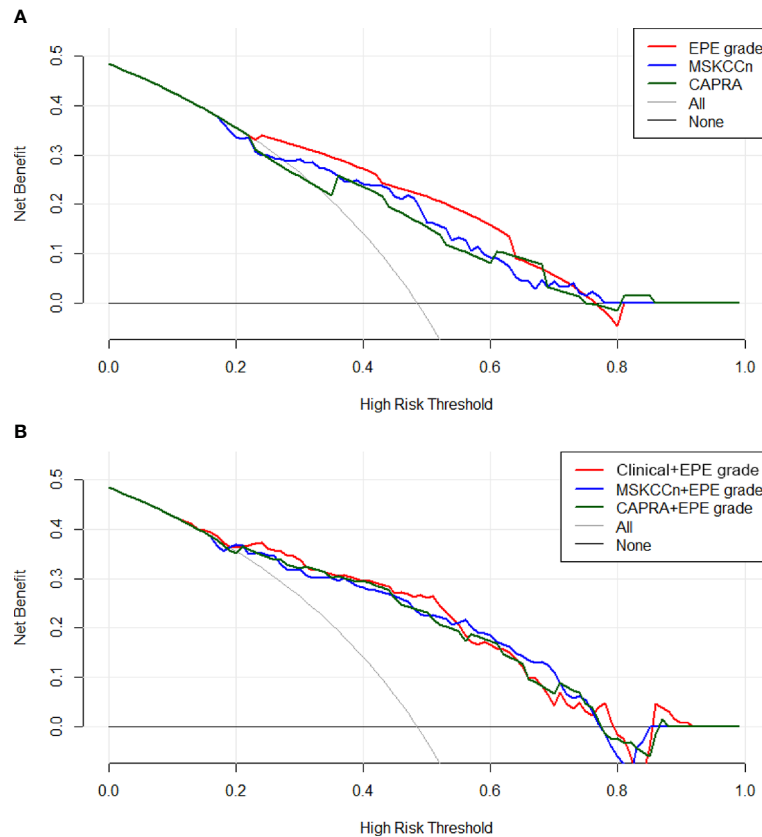 A
EPE grade
MSKCCn
CAPRA
All
None
Net Benefit
0.5
0.4
0.3
0.2
0.1
0.0
0.0 0.2 0.4 0.6 0.8 1.0
High Risk Threshold
B
Clinical+EPE grade
MSKCCn+EPE grade
CAPRA+EPE grade
All
None
Net Benefit
0.5
0.4
0.3
0.2
0.1
0.0
0.0 0.2 0.4 0.6 0.8 1.0
High Risk Threshold